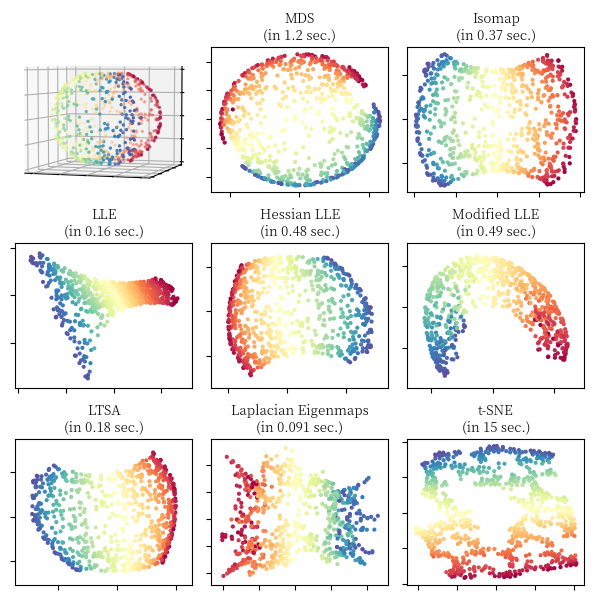 MDS
(in 1.2 sec.)
Isomap
(in 0.37 sec.)
LLE
(in 0.16 sec.)
Hessian LLE
(in 0.48 sec.)
Modified LLE
(in 0.49 sec.)
LTSA
(in 0.18 sec.)
Laplacian Eigenmaps
(in 0.091 sec.)
t-SNE
(in 15 sec.)